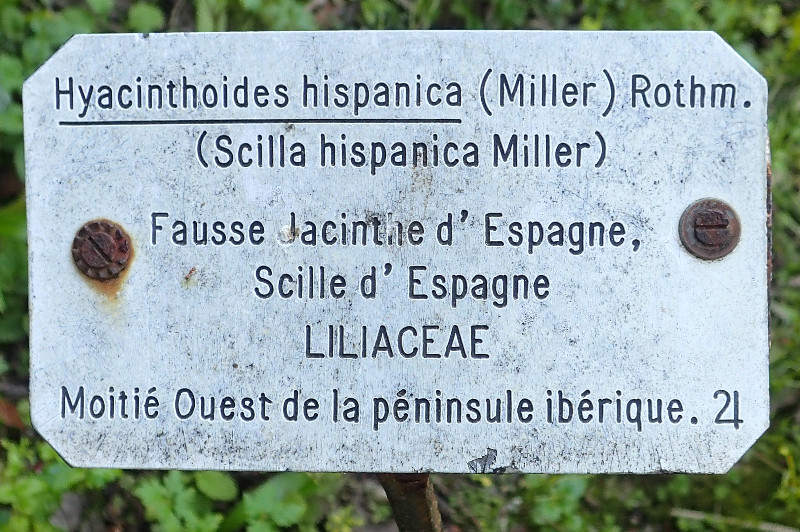 Hyacinthoides hispanica (Miller) Rothm.
(Scilla hispanica Miller)
Fausse Jacinthe d' Espagne,
Scille d' Espagne
LILIACEAE
Moitié Ouest de la péninsule ibérique. ♃